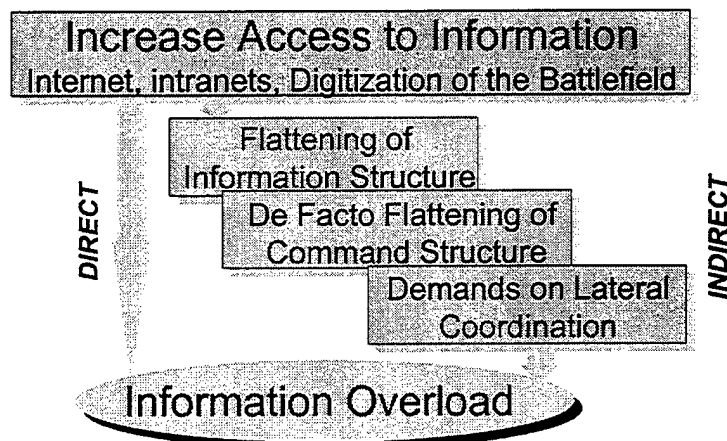 Increase Access to Information
Internet, intranets, Digitization of the Battlefield
Flattening of
Information Structure
De Facto Flattening of
Command Structure
Demands on Lateral
Coordination
DIRECT
INDIRECT
Information Overload